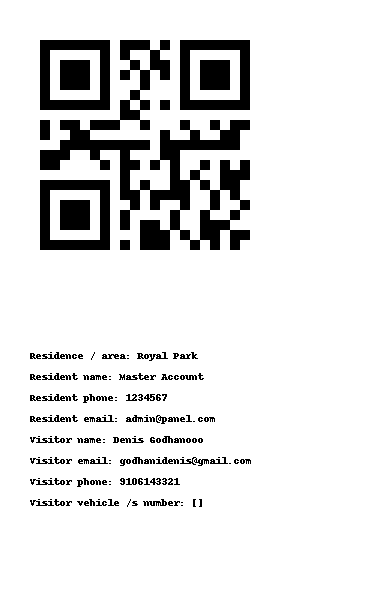 Residence / area: Royal Park
Resident name: Master Account
Resident phone: 1234567
Resident email: admin@panel.com
Visitor name: Denis Godhanooo
Visitor email: godhanidenis@gmail.com
Visitor phone: 9106143321
Visitor vehicle /s number: []